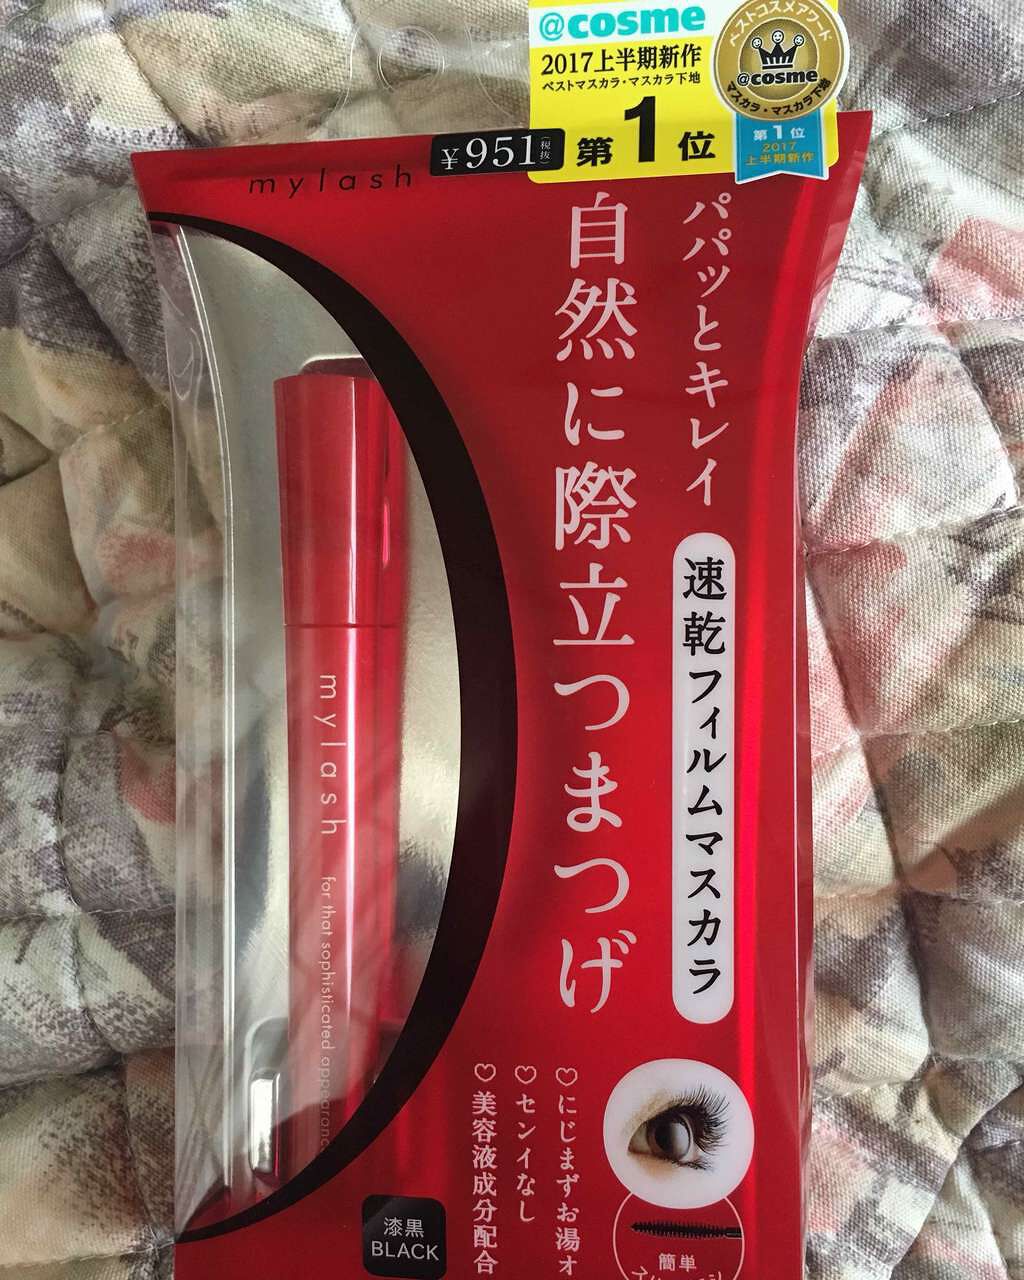 @cosme
2017上半期新作
ベストマスカラ・マスカラ下地
第1位
ベストコスメアワード
@cosme
マスカラ・マスカラ下地
第1位
2017
上半期新作
¥951(税抜)
mylash
パパッとキレイ
速乾フィルムマスカラ
自然に際立つまつげ
♡にじまずお湯オ
♡センイなし
♡美容液成分配合
mylash for that sophisticated appearanc
漆黒
BLACK
簡単